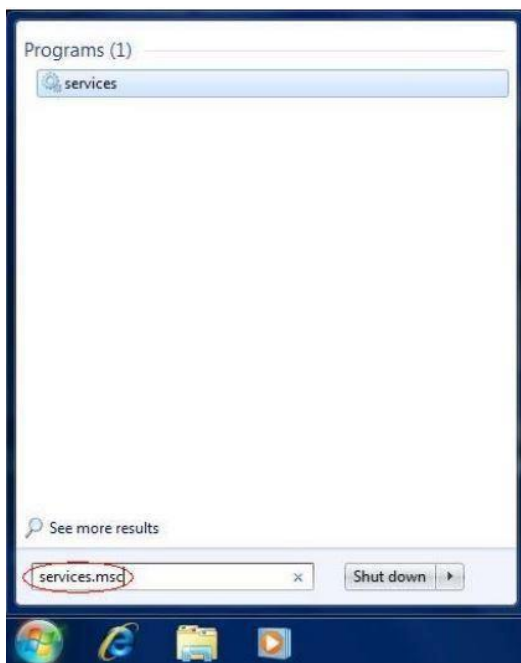 Programs (1)
services
See more results
services.msc
Shut down